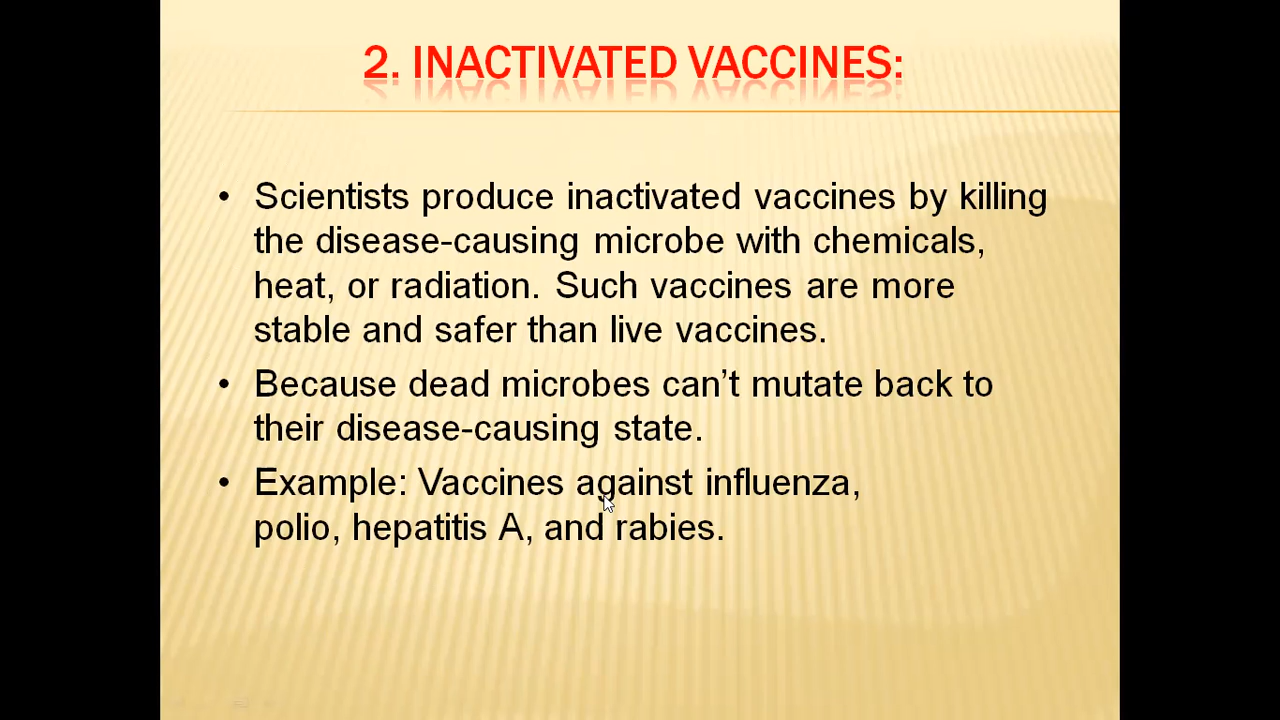 2. INACTIVATED VACCINES:
• Scientists produce inactivated vaccines by killing
the disease-causing microbe with chemicals,
heat, or radiation. Such vaccines are more
stable and safer than live vaccines.
• Because dead microbes can’t mutate back to
their disease-causing state.
• Example: Vaccines against influenza,
polio, hepatitis A, and rabies.